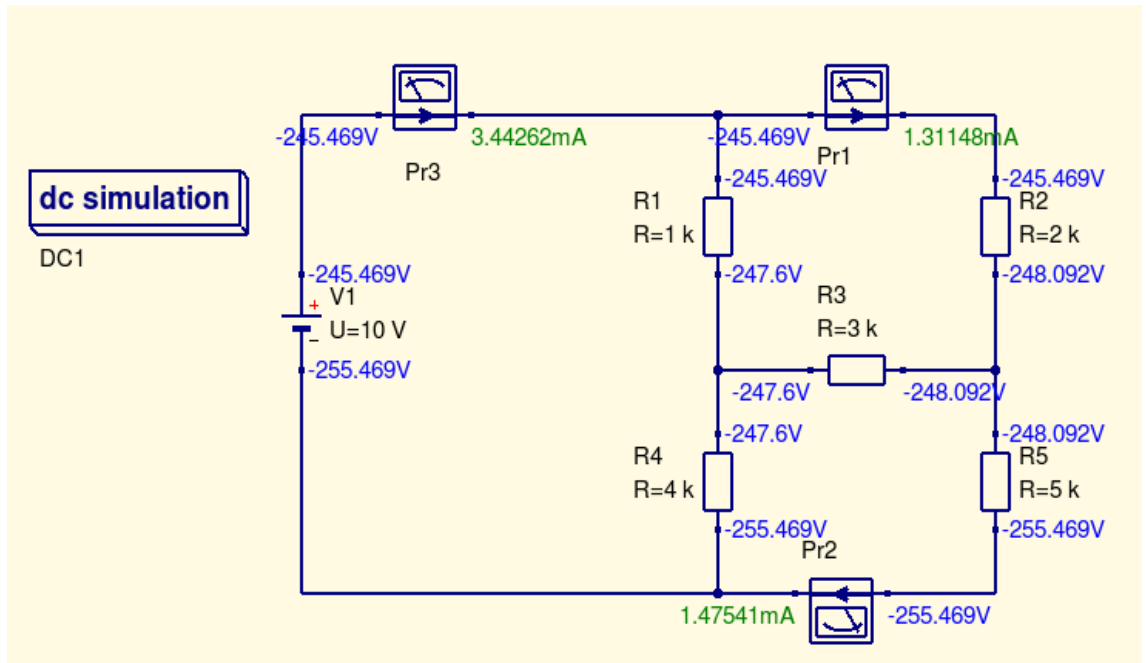 -245.469V
3.44262mA
-245.469V
1.31148mA
Pr3
Pr1
dc simulation
DC1
-245.469V
-245.469V
R1
R=1 k
R2
R=2 k
-247.6V
-248.092V
-245.469V
V1
+
U=10 V
-
-255.469V
R3
R=3 k
-247.6V
-248.092V
-247.6V
-248.092V
R4
R=4 k
R5
R=5 k
-255.469V
-255.469V
Pr2
1.47541mA
-255.469V